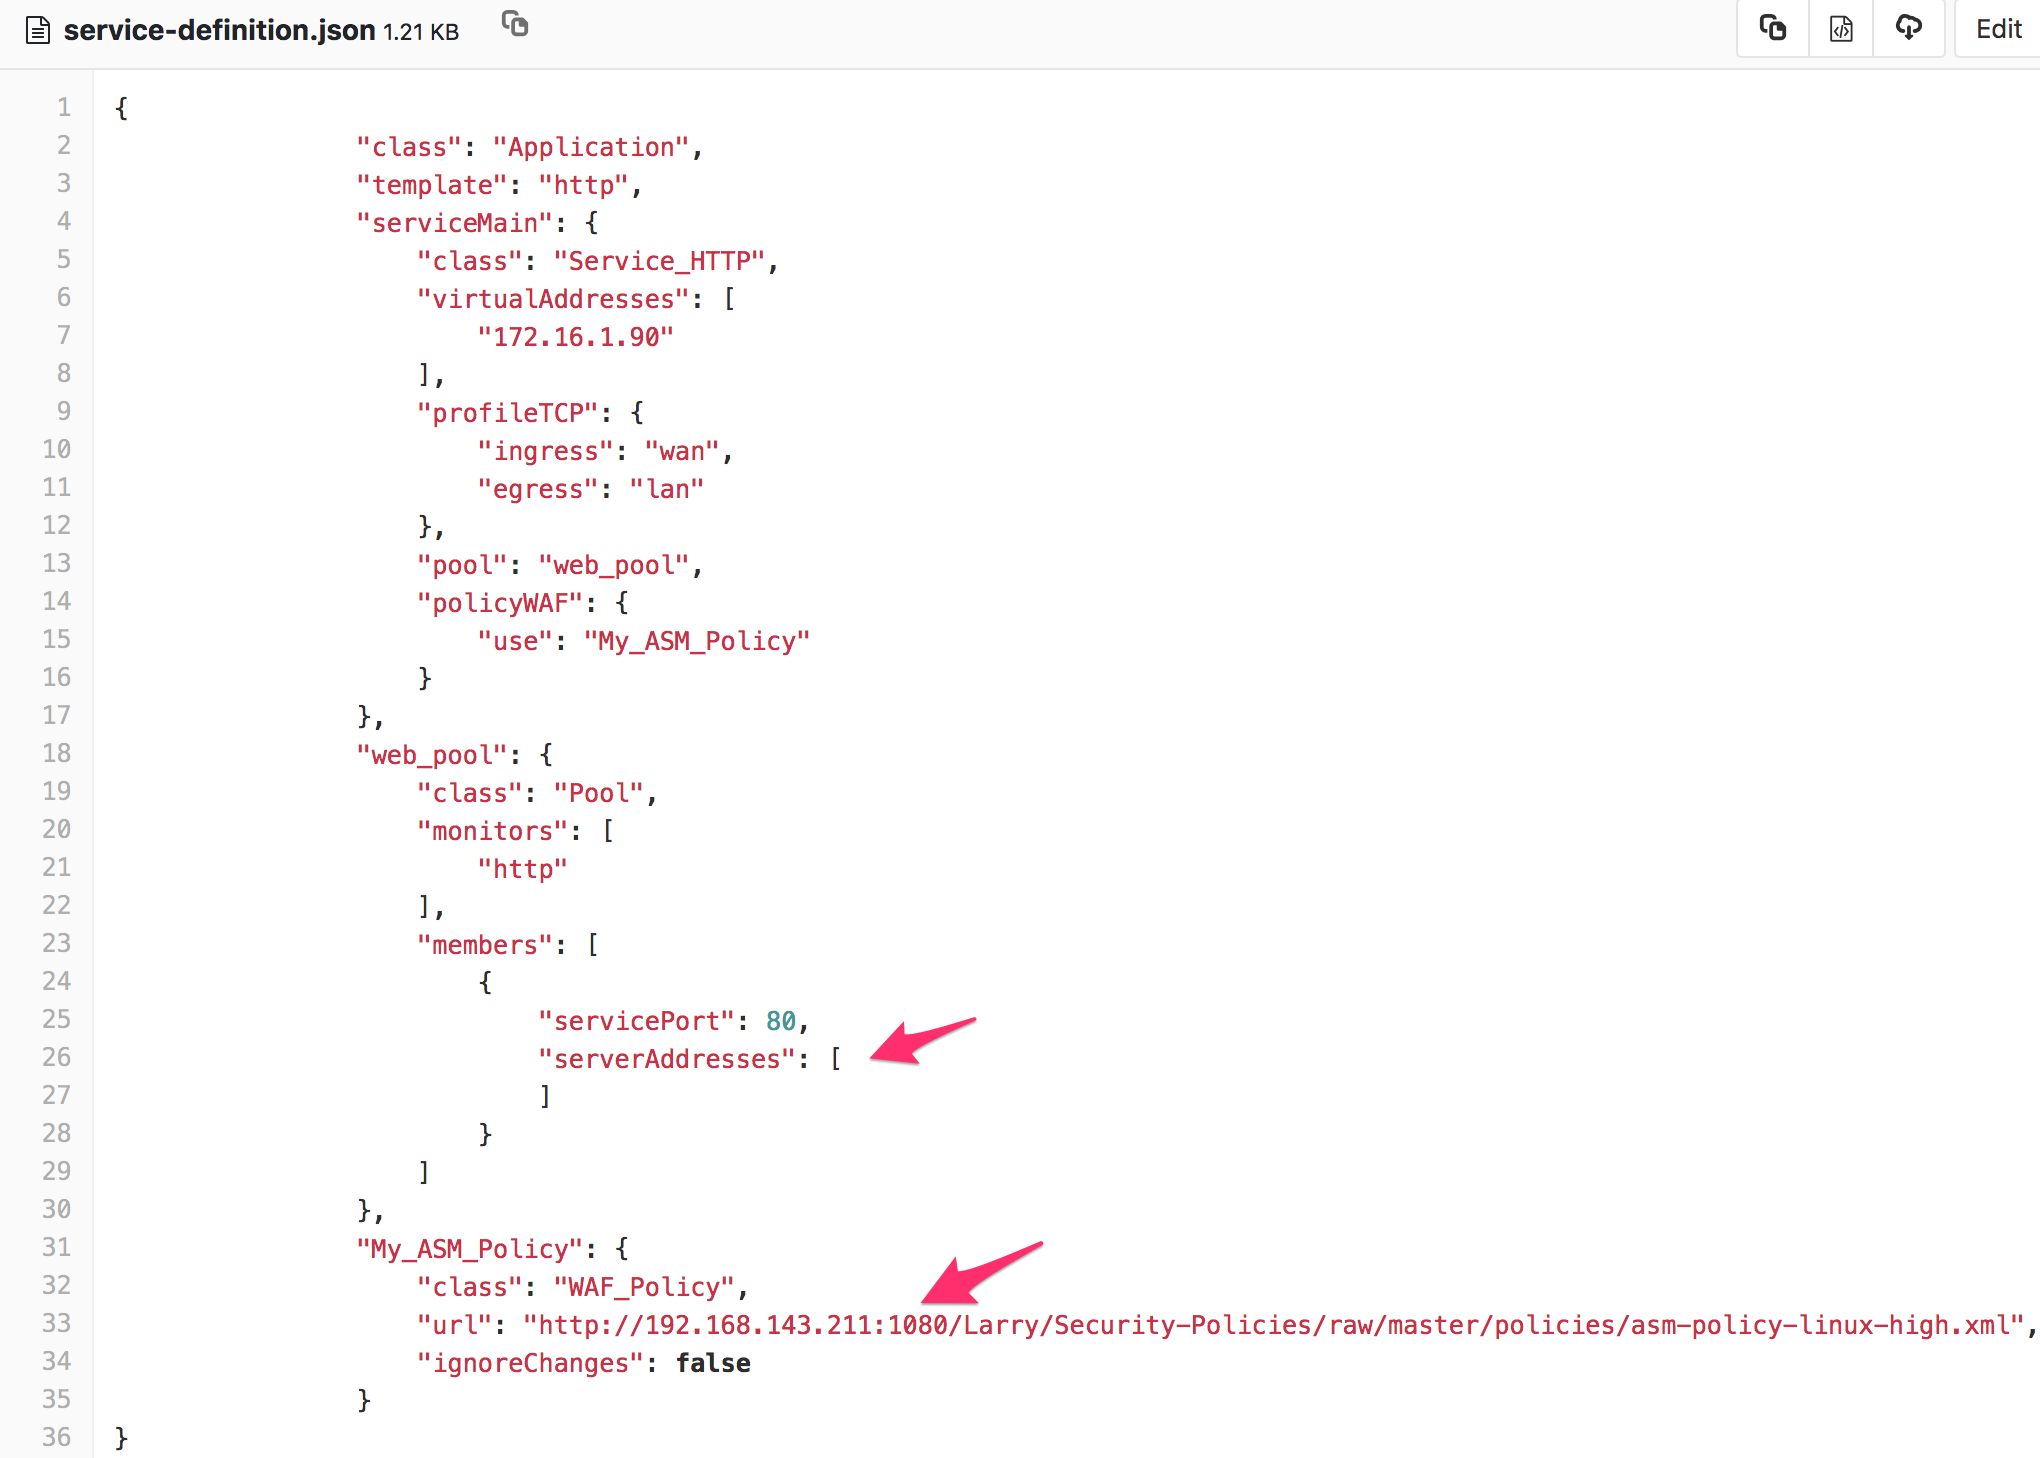 service-definition.json 1.21 KB
Edit
1 {
2 "class": "Application",
3 "template": "http",
4 "serviceMain": {
5 "class": "Service_HTTP",
6 "virtualAddresses": [
7 "172.16.1.90"
8 ],
9 "profileTCP": {
10 "ingress": "wan",
11 "egress": "lan"
12 },
13 "pool": "web_pool",
14 "policyWAF": {
15 "use": "My_ASM_Policy"
16 }
17 },
18 "web_pool": {
19 "class": "Pool",
20 "monitors": [
21 "http"
22 ],
23 "members": [
24 {
25 "servicePort": 80,
26 "serverAddresses": [
27 ]
28 }
29 ]
30 },
31 "My_ASM_Policy": {
32 "class": "WAF_Policy",
33 "url": "http://192.168.143.211:1080/Larry/Security-Policies/raw/master/policies/asm-policy-linux-high.xml",
34 "ignoreChanges": false
35 }
36 }